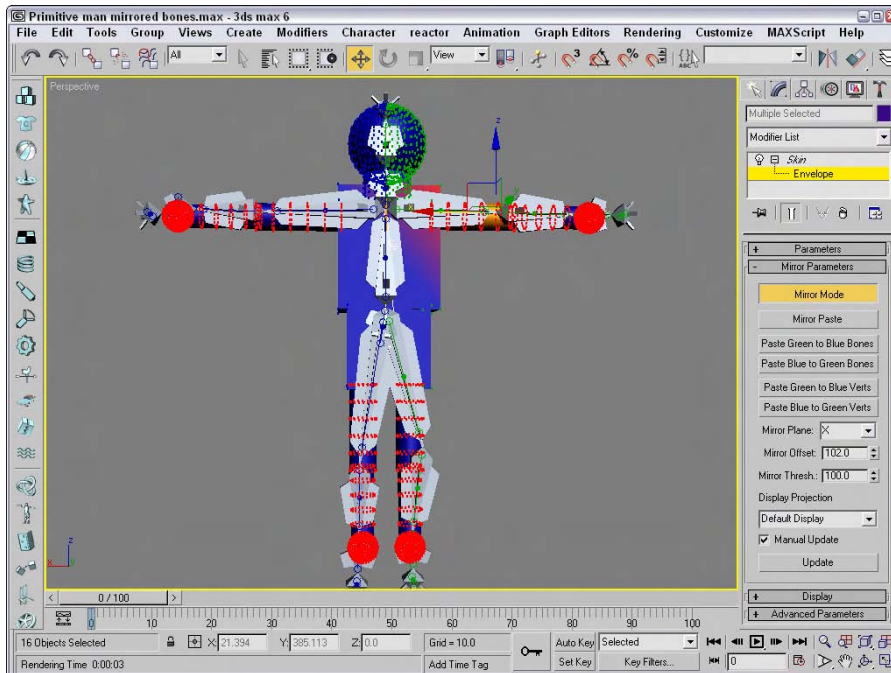 Primitive man mirrored bones.max - 3ds max 6
File Edit Tools Group Views Create Modifiers Character reactor Animation Graph Editors Rendering Customize MAXScript Help
All
View
3
%
ABC
Perspective
z
x
y
z
x
y
Multiple Selected
Modifier List
Skin
Envelope
+ Parameters
- Mirror Parameters
Mirror Mode
Mirror Paste
Paste Green to Blue Bones
Paste Blue to Green Bones
Paste Green to Blue Verts
Paste Blue to Green Verts
Mirror Plane: X
Mirror Offset: 102.0
Mirror Thresh.: 100.0
Display Projection
Default Display
Manual Update
Update
+ Display
+ Advanced Parameters
< 0 / 100 >
0 10 20 30 40 50 60 70 80 90 100
16 Objects Selected X: 21.394 Y: 385.113 Z: 0.0 Grid = 10.0 Auto Key Selected
Rendering Time 0:00:03 Add Time Tag Set Key Key Filters... 0